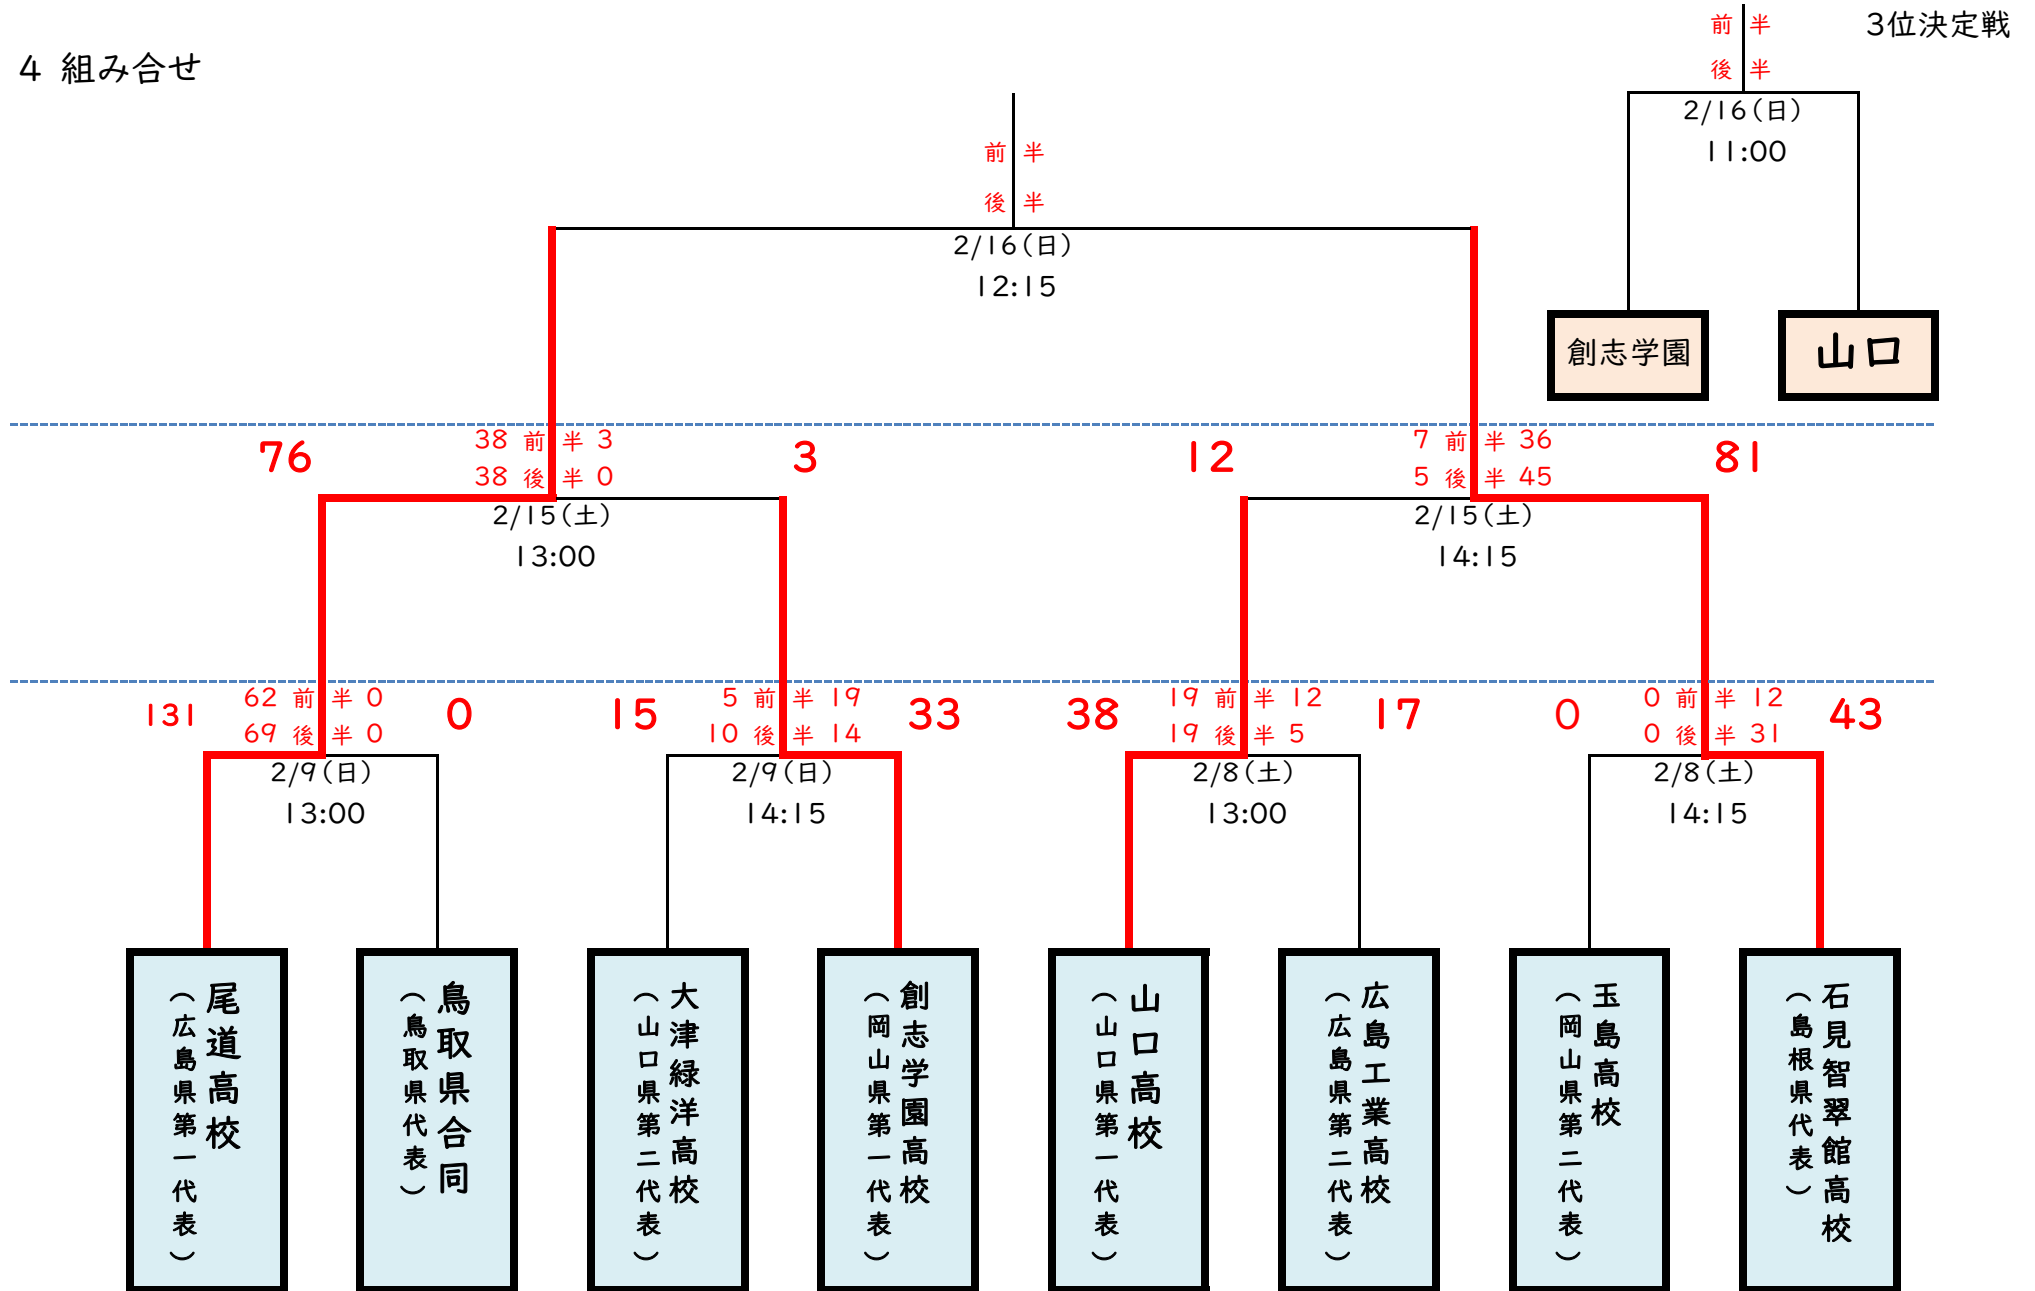 4 組み合せ
3位決定戦
前 半
後 半
2/16(日)
11:00
創志学園
山口
前 半
後 半
2/16(日)
12:15
76
38 前 半 3
38 後 半 0
3
2/15(土)
13:00
12
7 前 半 36
5 後 半 45
81
2/15(土)
14:15
131
62 前 半 0
69 後 半 0
0
2/9(日)
13:00
15
5 前 半 19
10 後 半 14
33
2/9(日)
14:15
38
19 前 半 12
19 後 半 5
17
2/8(土)
13:00
0
0 前 半 12
0 後 半 31
43
2/8(土)
14:15
尾道高校
(広島県第一代表)
鳥取県合同
(鳥取県代表)
大津緑洋高校
(山口県第二代表)
創志学園高校
(岡山県第一代表)
山口高校
(山口県第一代表)
広島工業高校
(広島県第二代表)
玉島高校
(岡山県第二代表)
石見智翠館高校
(島根県代表)